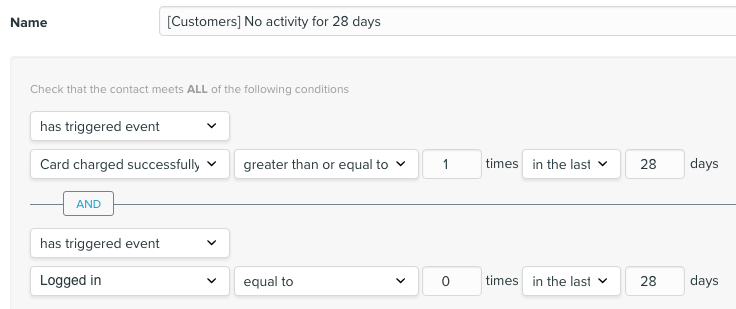 Name [Customers] No activity for 28 days
Check that the contact meets ALL of the following conditions
has triggered event
Card charged successfully greater than or equal to 1 times in the last 28 days
AND
has triggered event
Logged in equal to 0 times in the last 28 days